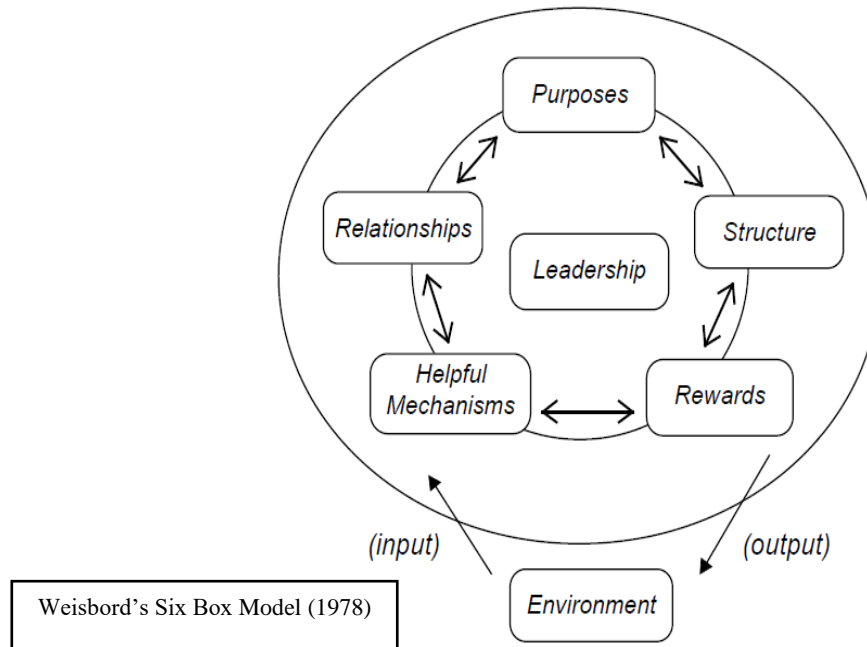 Purposes
Relationships
Structure
Leadership
Helpful
Mechanisms
Rewards
(input)
(output)
Environment
Weisbord's Six Box Model (1978)